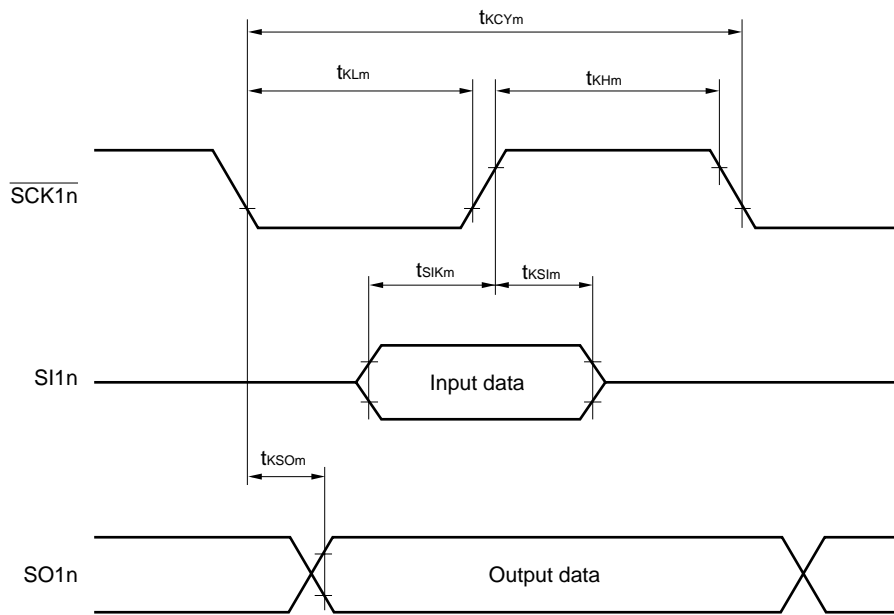 tKCYm
tKLm
tKHm
SCK1n
tSIKm
tKSIm
SI1n
Input data
tKSOm
SO1n
Output data